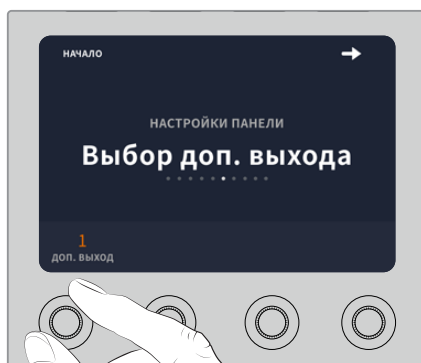 НАЧАЛО
НАСТРОЙКИ ПАНЕЛИ
Выбор доп. выхода
1
ДОП. ВЫХОД